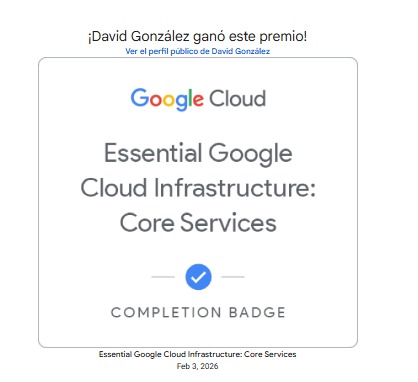 ¡David González ganó este premio!
Ver el perfil público de David González
Google Cloud
Essential Google
Cloud Infrastructure:
Core Services
COMPLETION BADGE
Essential Google Cloud Infrastructure: Core Services
Feb 3, 2026